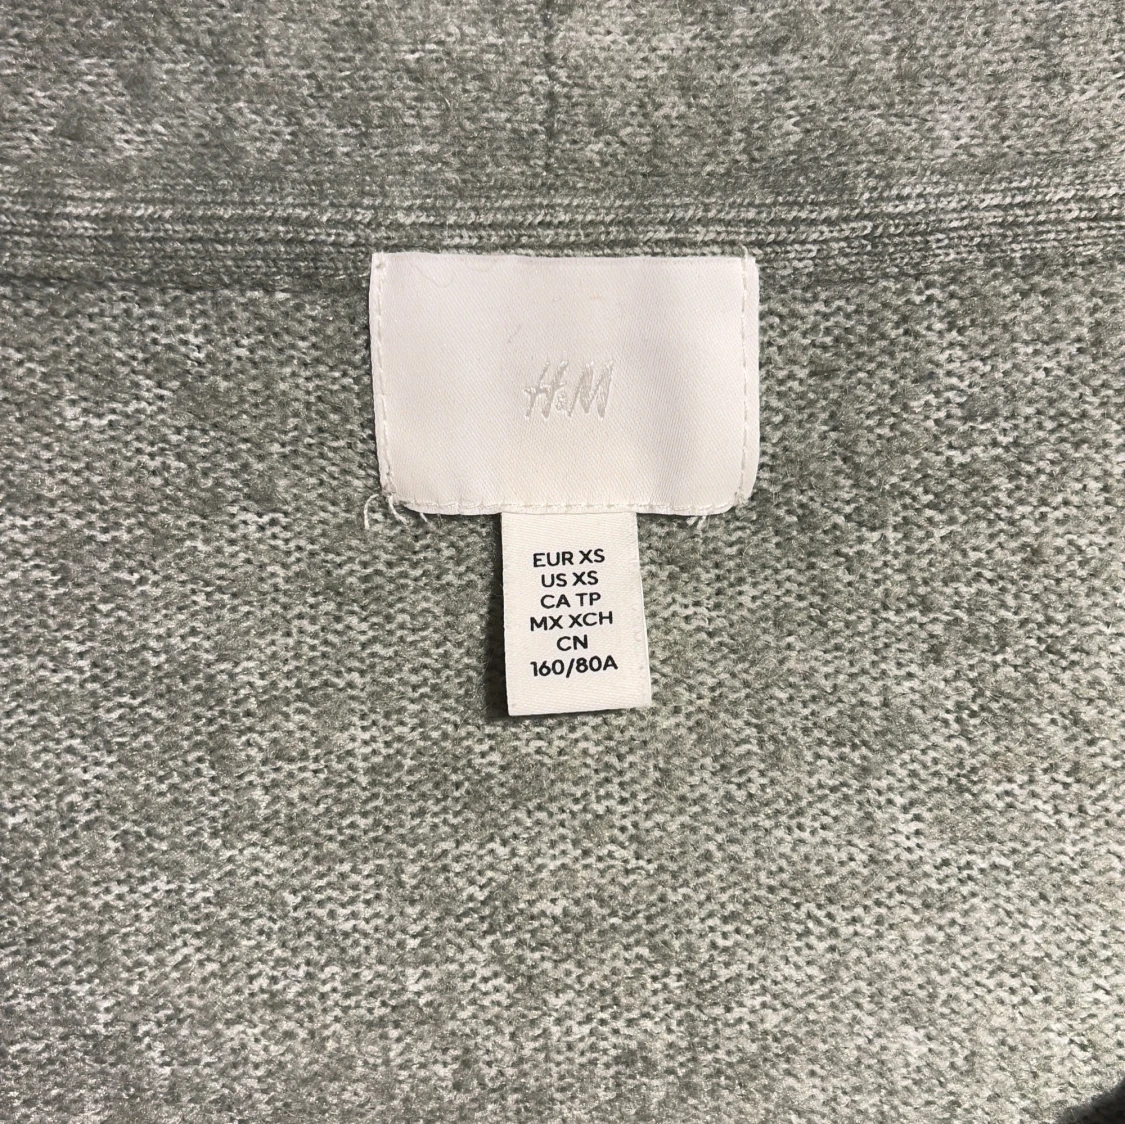 H&M
EUR XS
US XS
CA TP
MX XCH
CN
160/80A